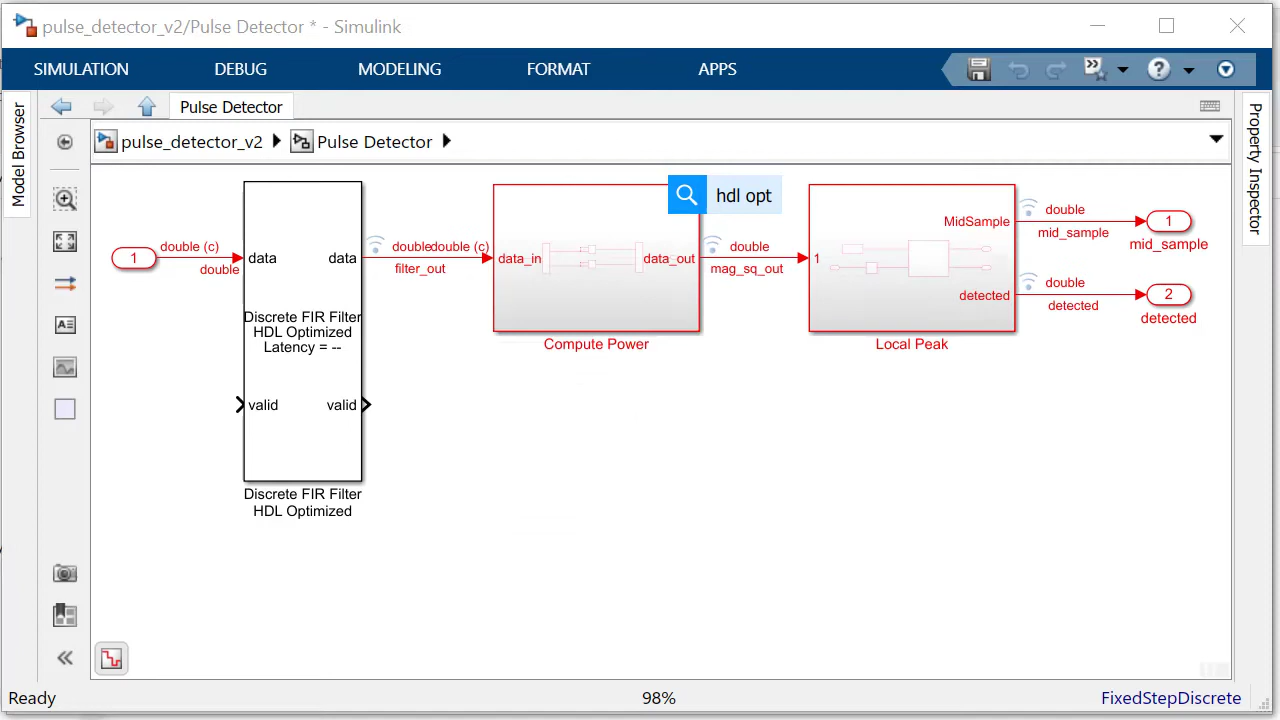 pulse_detector_v2/Pulse Detector * - Simulink
SIMULATION DEBUG MODELING FORMAT APPS
Pulse Detector
pulse_detector_v2 Pulse Detector
Model Browser
Property Inspector
hdl opt
1
double (c)
double
data data
Discrete FIR Filter
HDL Optimized
Latency = --
valid valid
Discrete FIR Filter
HDL Optimized
doubledouble (c)
filter_out
data_in data_out
Compute Power
double
mag_sq_out
1
MidSample
detected
Local Peak
double
mid_sample
1
mid_sample
double
detected
2
detected
Ready
98%
FixedStepDiscrete